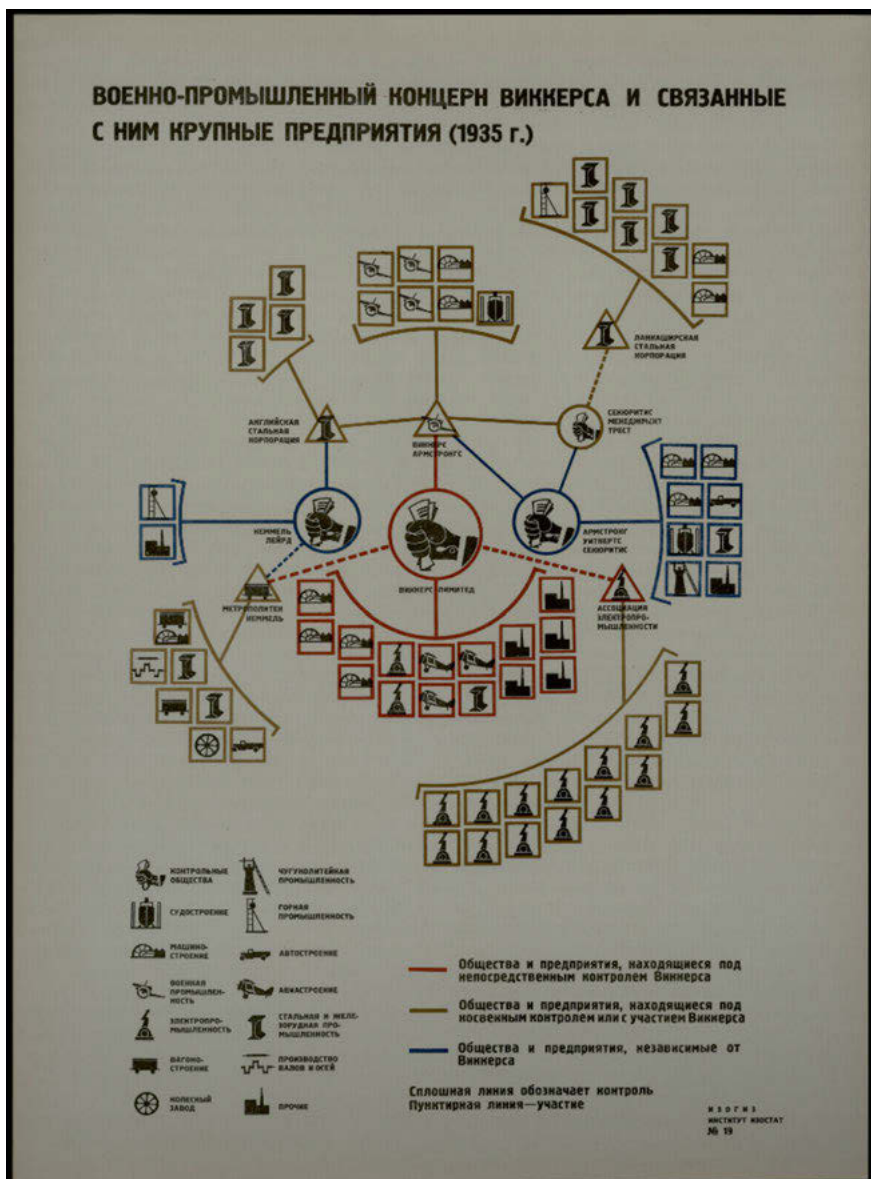 ВОЕННО-ПРОМЫШЛЕННЫЙ КОНЦЕРН ВИККЕРСА И СВЯЗАННЫЕ
С НИМ КРУПНЫЕ ПРЕДПРИЯТИЯ (1935 г.)
ЛАНКАШИРСКАЯ
СТАЛЬНАЯ
КОРПОРАЦИЯ
АНГЛИЙСКАЯ
СТАЛЬНАЯ
КОРПОРАЦИЯ
ВИККЕРС
АРМСТРОНГС
СЕКЮРИТИС
МЕНЕДЖМЕНТ
ТРЕСТ
КЕММЕЛЬ
ЛЕЙРД
АРМСТРОНГ
УИТВЕРТС
СЕКЮРИТИС
ВИККЕРС ЛИМИТЕД
МЕТРОПОЛИТЕН
КЕММЕЛЬ
АССОЦИАЦИЯ
ЭЛЕКТРОПРО-
МЫШЛЕННОСТИ
КОНТРОЛЬНЫЕ
ОБЩЕСТВА
СУДОСТРОЕНИЕ
МАШИНО-
СТРОЕНИЕ
ВОЕННАЯ
ПРОМЫШЛЕН-
НОСТЬ
ЭЛЕКТРОПРО-
МЫШЛЕННОСТЬ
ВАГОНО-
СТРОЕНИЕ
КОЛЕСНЫЙ
ЗАВОД
ЧУГУНОЛИТЕЙНАЯ
ПРОМЫШЛЕННОСТЬ
ГОРНАЯ
ПРОМЫШЛЕННОСТЬ
АВТОСТРОЕНИЕ
АВИАСТРОЕНИЕ
СТАЛЬНАЯ И ЖЕЛЕ-
ЗОРУДНАЯ ПРО-
МЫШЛЕННОСТЬ
ПРОИЗВОДСТВО
ВАЛОВ И ОСЕЙ
ПРОЧИЕ
Общества и предприятия, находящиеся под
непосредственным контролем Виккерса
Общества и предприятия, находящиеся под
косвенным контролем или с участием Виккерса
Общества и предприятия, независимые от
Виккерса
Сплошная линия обозначает контроль
Пунктирная линия—участие
ИЗОГИЗ
ИНСТИТУТ ИЗОСТАТ
№ 19